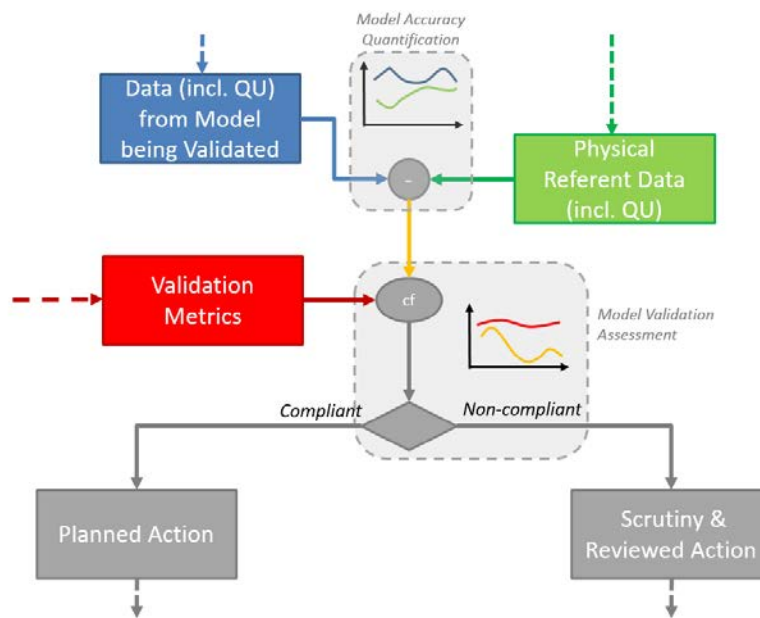 Model Accuracy
Quantification
Data (incl. QU)
from Model
being Validated
Physical
Referent Data
(incl. QU)
-
Validation
Metrics
cf
Model Validation
Assessment
Compliant
Non-compliant
Planned Action
Scrutiny &
Reviewed Action